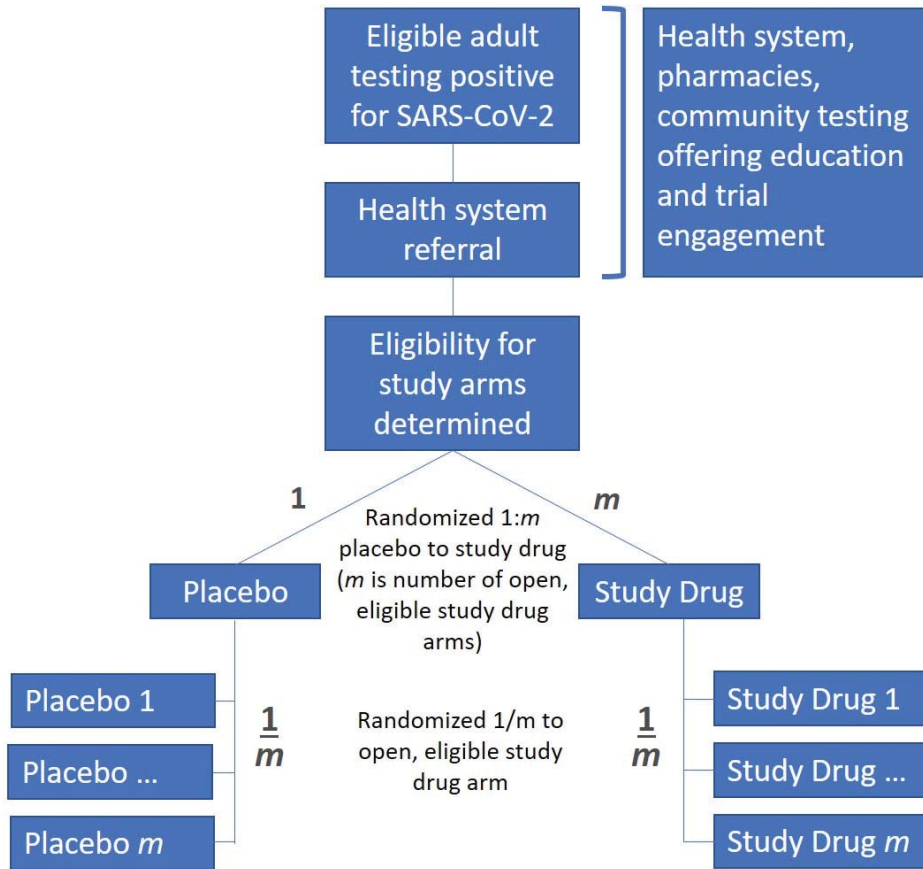 Eligible adult
testing positive
for SARS-CoV-2
Health system,
pharmacies,
community testing
offering education
and trial
engagement
Health system
referral
Eligibility for
study arms
determined
1
m
Randomized 1:m
placebo to study drug
(m is number of open,
eligible study drug
arms)
Placebo
Study Drug
Placebo 1
Placebo ...
Placebo m
1
m
Randomized 1/m to
open, eligible study
drug arm
1
m
Study Drug 1
Study Drug ...
Study Drug m